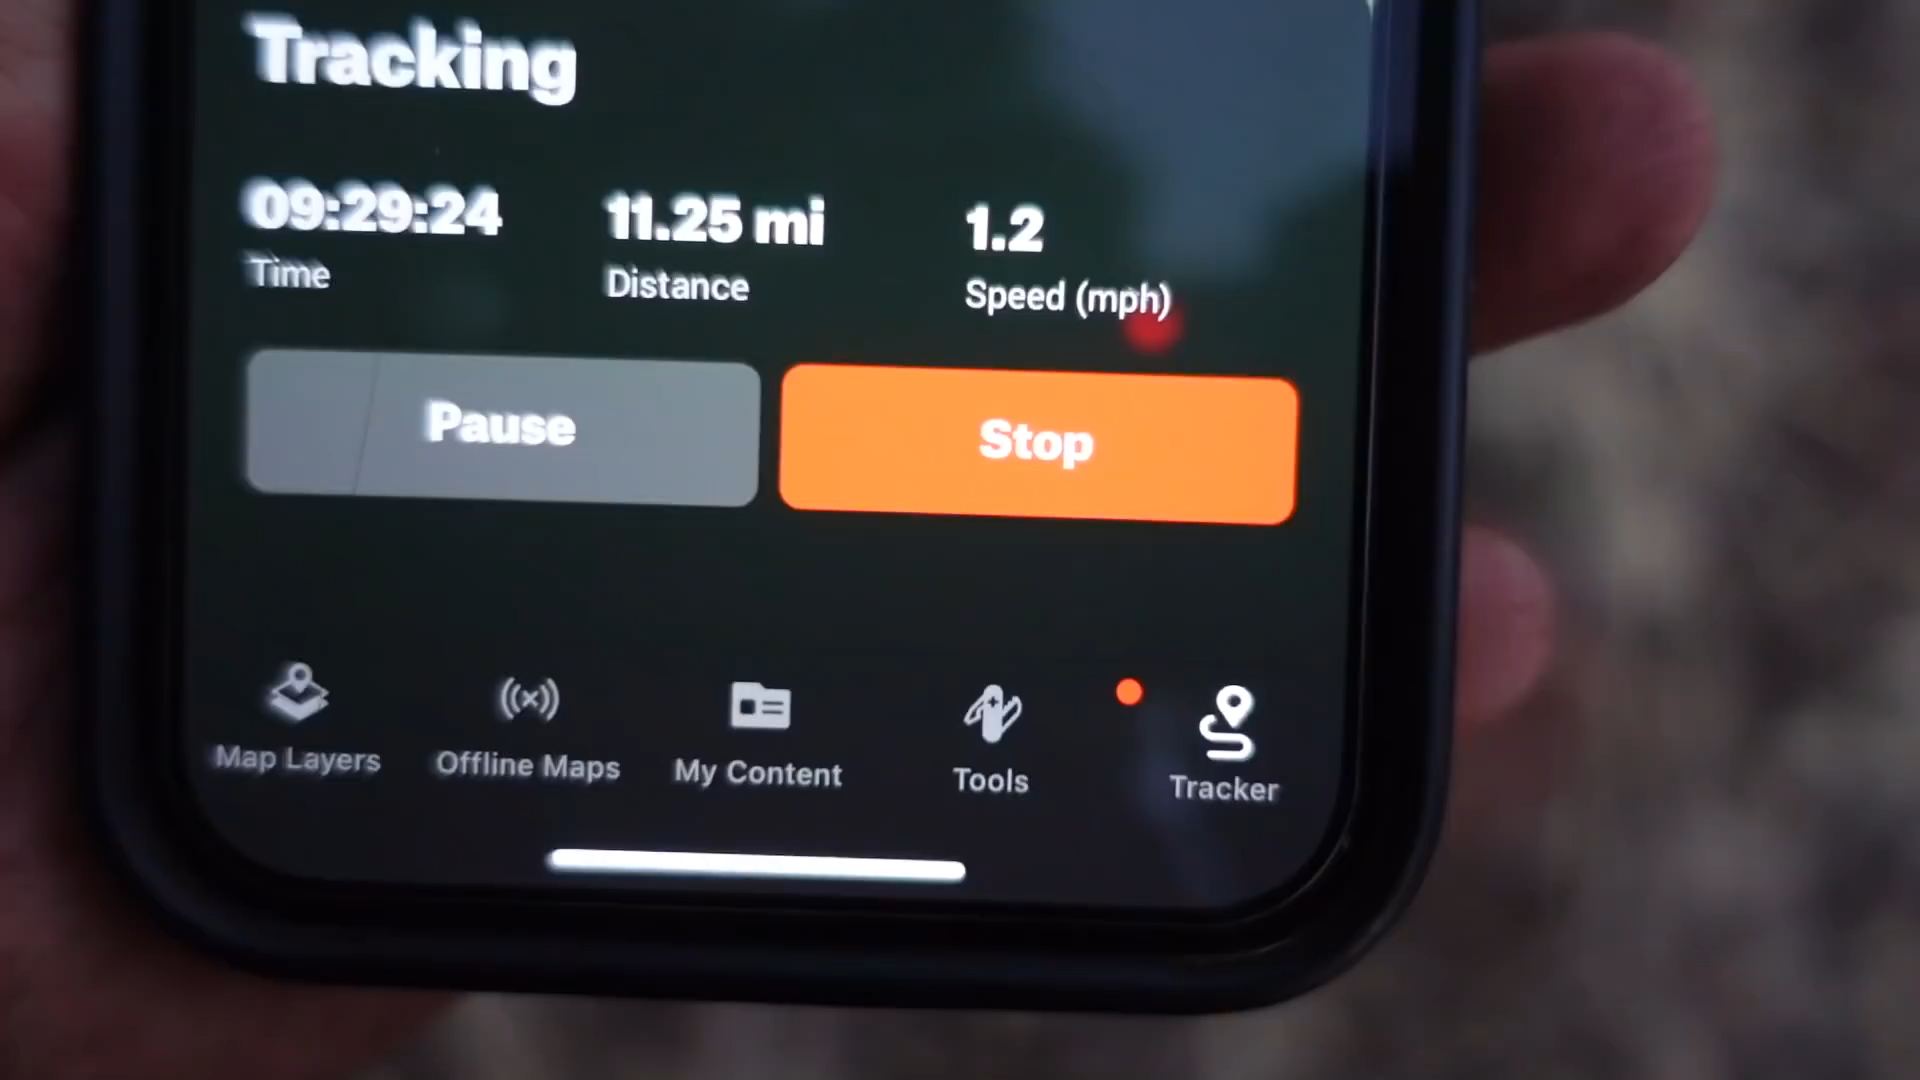 Tracking
09:29:24 11.25 mi 1.2
Time Distance Speed (mph)
Pause Stop
Map Layers Offline Maps My Content Tools Tracker